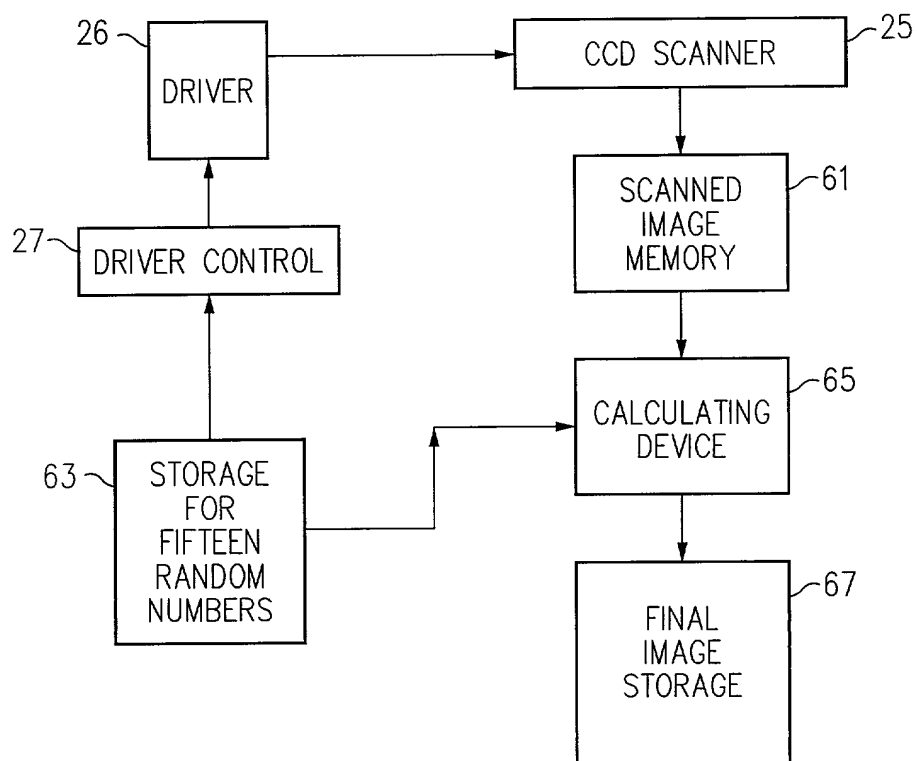 26
DRIVER
CCD SCANNER
25
SCANNED
IMAGE
MEMORY
61
27
DRIVER CONTROL
CALCULATING
DEVICE
65
63
STORAGE
FOR
FIFTEEN
RANDOM
NUMBERS
FINAL
IMAGE
STORAGE
67